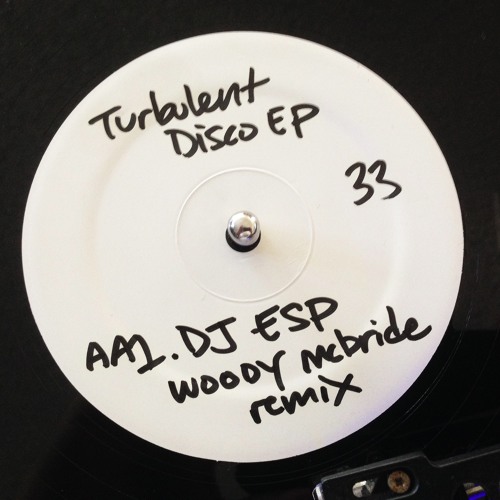 Turbulent
Disco EP
33
AA1. DJ ESP
WOODY McbRide
remix